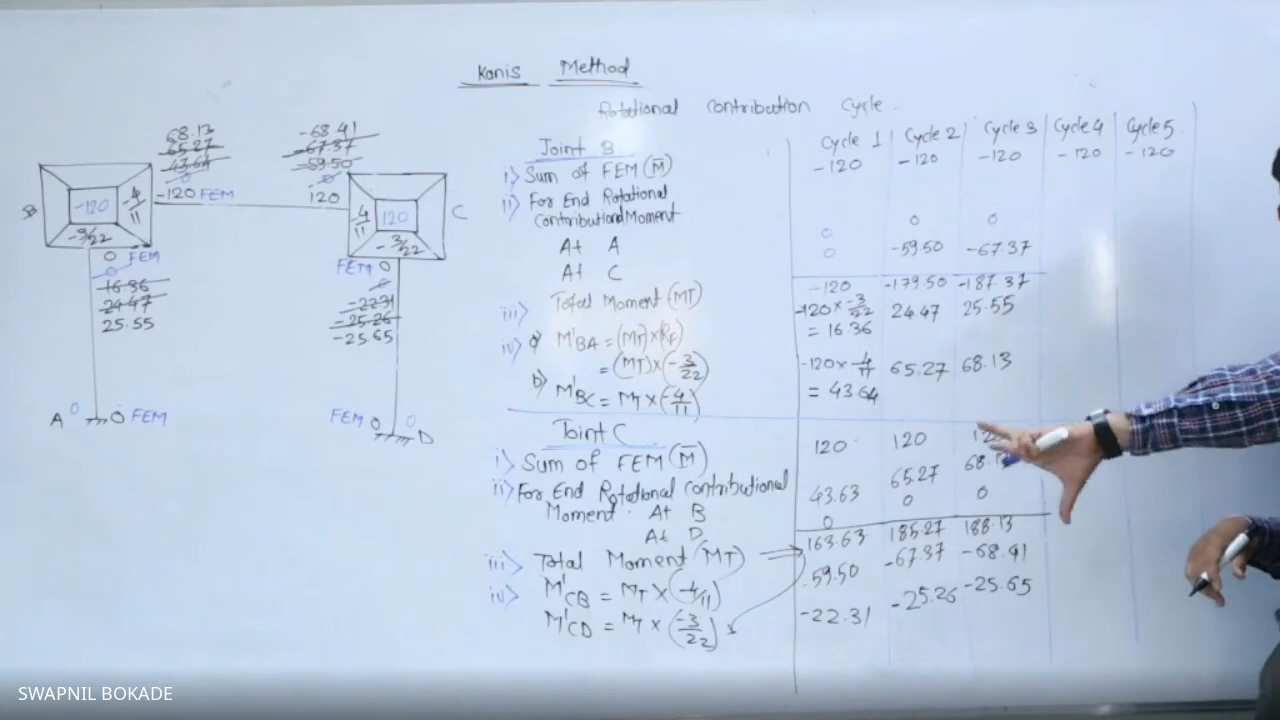 Kanis Method
Rotational Contribution Cycle
Cycle 1 Cycle 2 Cycle 3 Cycle 4 Cycle 5
Joint B
i> Sum of FEM (M) -120 -120 -120 -120 -120
ii> For End Rotational
Contribution Moment
At A 0 0 0
At C 0 -59.50 -67.37
iii> Total Moment (MT) -120 -179.50 -187.37
iv> a) M'BA = (MT) x (RF) -120 x -3/22 24.47 25.55
= (MT) x (-3/22) = 16.36
b) M'BC = MT x (-4/11) -120 x -4/11 65.27 68.13
= 43.64
Joint C
i> Sum of FEM (M) 120 120
ii> For End Rotational Contributional
Moment. At B 43.63 65.27
At D 0 0 0
iii> Total Moment (MT) 163.63 185.27 188.13
iv> M'CB = MT x (-4/11) -59.50 -67.37 -68.41
M'CD = MT x (-3/22) -22.31 -25.26 -25.65
68.13
65.27
43.64
0
-120 FEM
-68.41
-67.37
-59.50
0
120
B -120 -4/11
-3/22
-4/11 120 C
-3/22
0 FEM
0
16.36
24.47
25.55
FEM 0
0
-22.31
-25.26
-25.65
A 0 0 FEM
FEM 0 0 D
SWAPNIL BOKADE